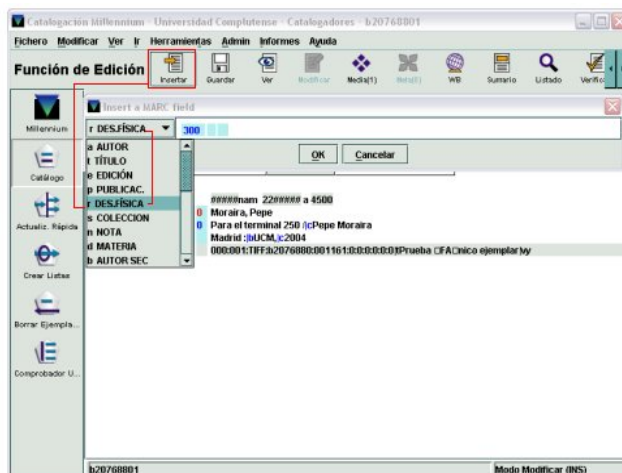 Catalogación Millennium - Universidad Complutense - Catalogadores - b20768801
Fichero Modificar Ver Ir Herramientas Admin Informes Ayuda
Función de Edición
Insertar Guardar Ver Modificar Media(1) WB Sumario Listado
Insert a MARC field
r DES.FÍSICA 300
OK Cancelar
a AUTOR
t TÍTULO
e EDICIÓN
p PUBLICAC.
r DES.FÍSICA
s COLECCION
n NOTA
d MATERIA
b AUTOR SEC
#####nam 22##### a 4500
0 Moraira, Pepe
0 Para el terminal 250 /|cPepe Moraira
Madrid :|bUCM,|c2004
Millennium
Catálogo
Actualiz. Rápida
Crear Listas
Borrar Ejempla...
Comprobador U...
b20768801 Modo Modificar (INS)